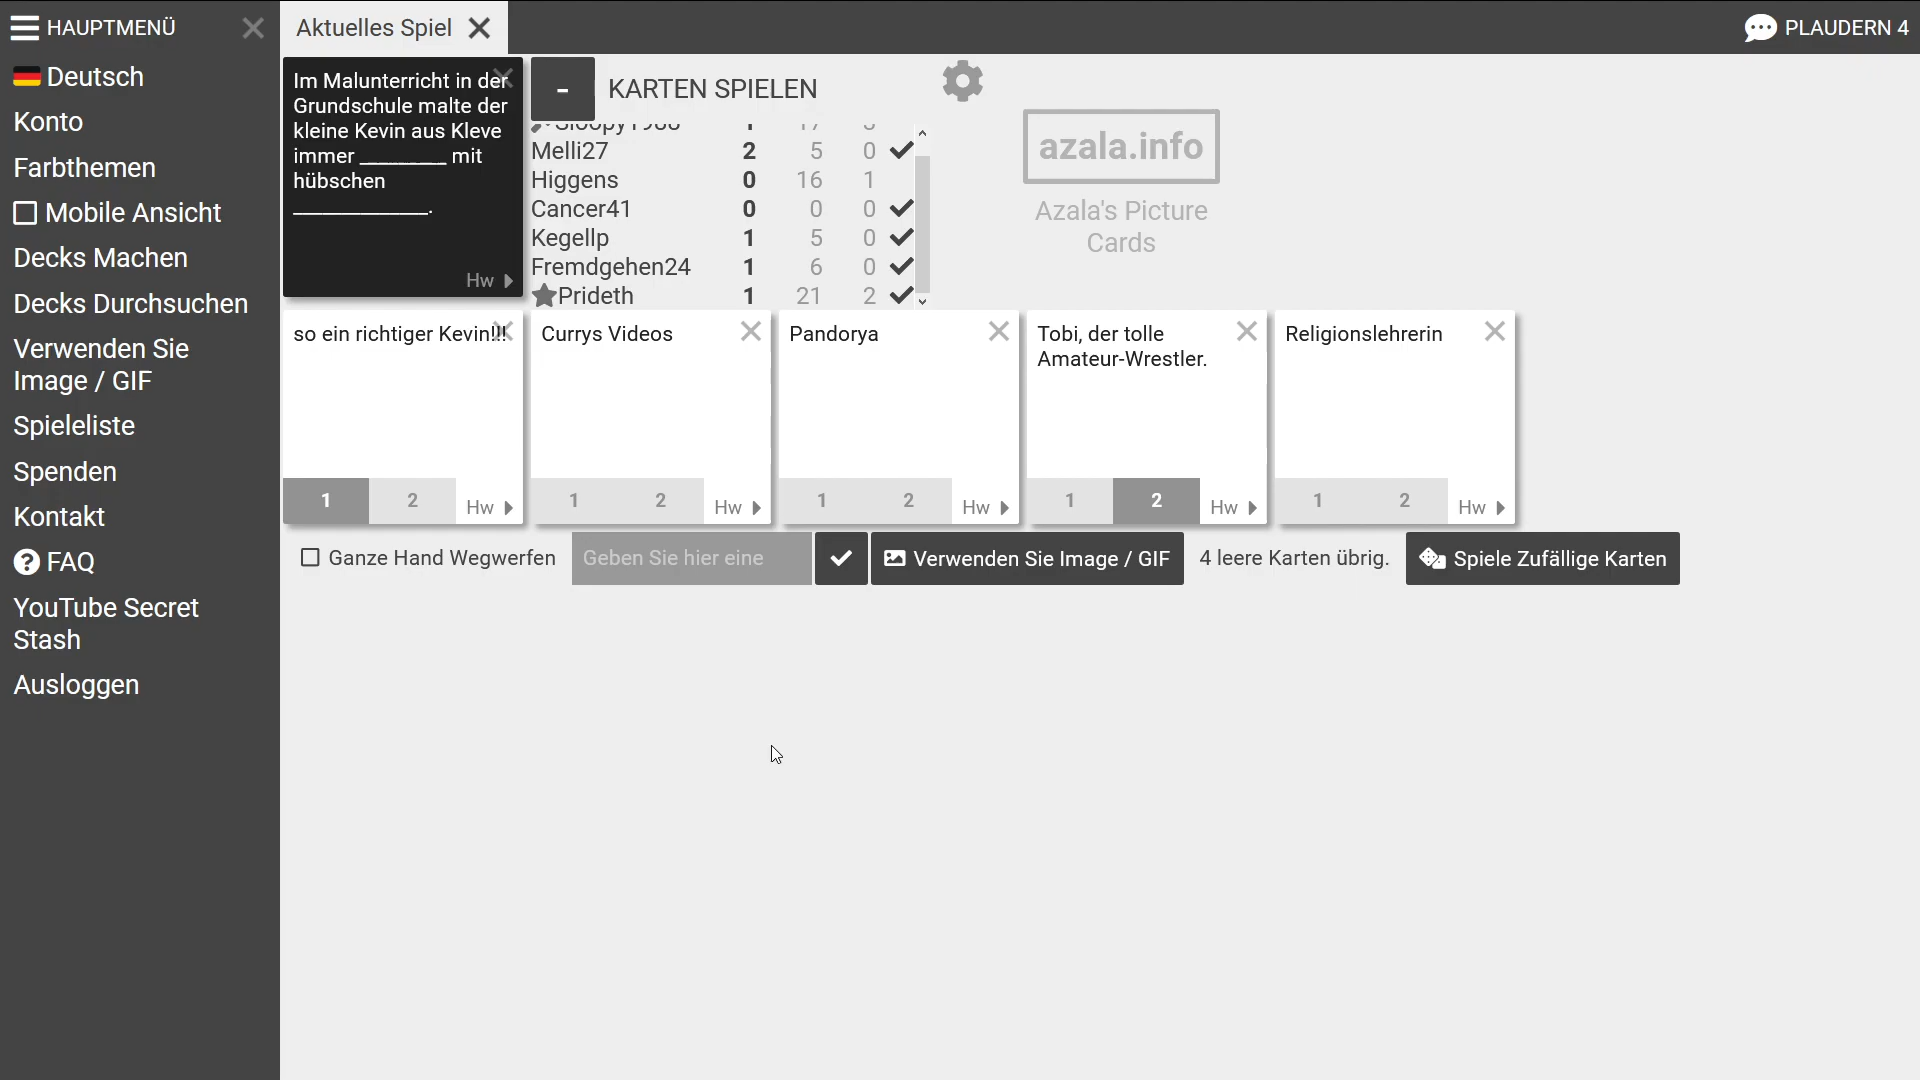 HAUPTMENÜ
Aktuelles Spiel
PLAUDERN 4
Deutsch
Konto
Farbthemen
Mobile Ansicht
Decks Machen
Decks Durchsuchen
Verwenden Sie
Image / GIF
Spieleliste
Spenden
Kontakt
FAQ
YouTube Secret
Stash
Ausloggen
Im Malunterricht in der
Grundschule malte der
kleine Kevin aus Kleve
immer _________ mit
hübschen
______________.
Hw
- KARTEN SPIELEN
Melli27 2 5 0
Higgens 0 16 1
Cancer41 0 0 0
Kegellp 1 5 0
Fremdgehen24 1 6 0
Prideth 1 21 2
azala.info
Azala's Picture
Cards
so ein richtiger Kevin!!!
1 2 Hw
Currys Videos
1 2 Hw
Pandorya
1 2 Hw
Tobi, der tolle
Amateur-Wrestler.
1 2 Hw
Religionslehrerin
1 2 Hw
Ganze Hand Wegwerfen
Geben Sie hier eine
Verwenden Sie Image / GIF
4 leere Karten übrig.
Spiele Zufällige Karten